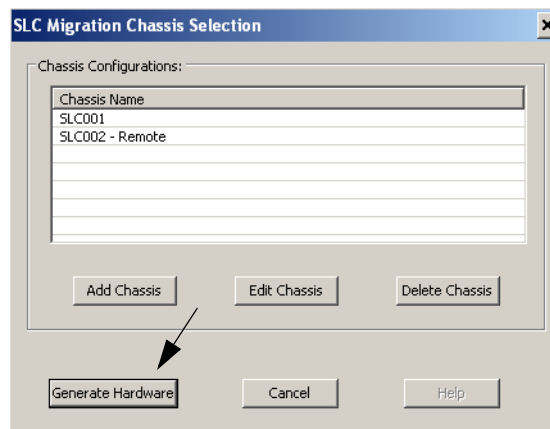 SLC Migration Chassis Selection
Chassis Configurations:
Chassis Name
SLC001
SLC002 - Remote
Add Chassis
Edit Chassis
Delete Chassis
Generate Hardware
Cancel
Help